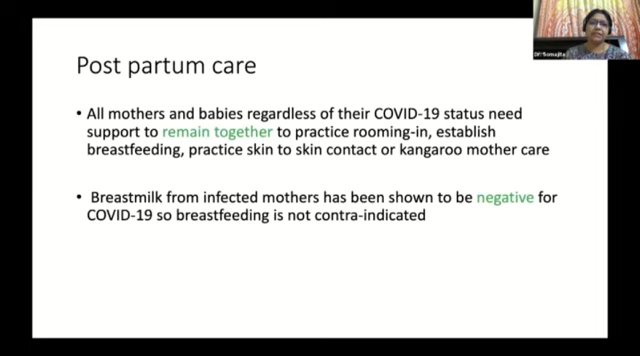 Post partum care
• All mothers and babies regardless of their COVID-19 status need
support to remain together to practice rooming-in, establish
breastfeeding, practice skin to skin contact or kangaroo mother care
• Breastmilk from infected mothers has been shown to be negative for
COVID-19 so breastfeeding is not contra-indicated